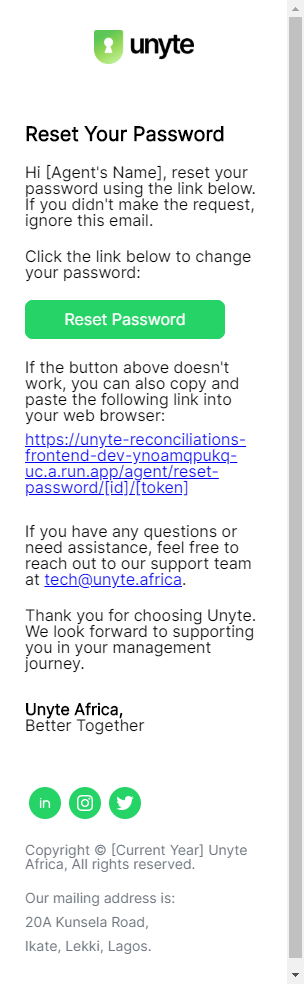 unyte
Reset Your Password
Hi [Agent's Name], reset your
password using the link below.
If you didn't make the request,
ignore this email.
Click the link below to change
your password:
Reset Password
If the button above doesn't
work, you can also copy and
paste the following link into
your web browser:
https://unyte-reconciliations-
frontend-dev-ynoamqpukq-
uc.a.run.app/agent/reset-
password/[id]/[token]
If you have any questions or
need assistance, feel free to
reach out to our support team
at tech@unyte.africa.
Thank you for choosing Unyte.
We look forward to supporting
you in your management
journey.
Unyte Africa,
Better Together
in
Copyright © [Current Year] Unyte
Africa, All rights reserved.
Our mailing address is:
20A Kunsela Road,
Ikate, Lekki, Lagos.